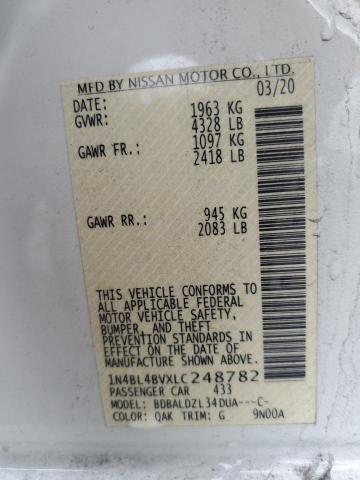 MFD BY NISSAN MOTOR CO., LTD.
03/20
DATE:
GVWR: 1963 KG
4328 LB
GAWR FR.: 1097 KG
2418 LB
GAWR RR.: 945 KG
2083 LB
THIS VEHICLE CONFORMS TO
ALL APPLICABLE FEDERAL
MOTOR VEHICLE SAFETY,
BUMPER, AND THEFT
PREVENTION STANDARDS
IN EFFECT ON THE DATE OF
MANUFACTURE SHOWN ABOVE.
1N4BL4BVXLC248782
PASSENGER CAR 433
MODEL: BDBALDZL34DUA---C-
COLOR: QAK TRIM: G 9N00A